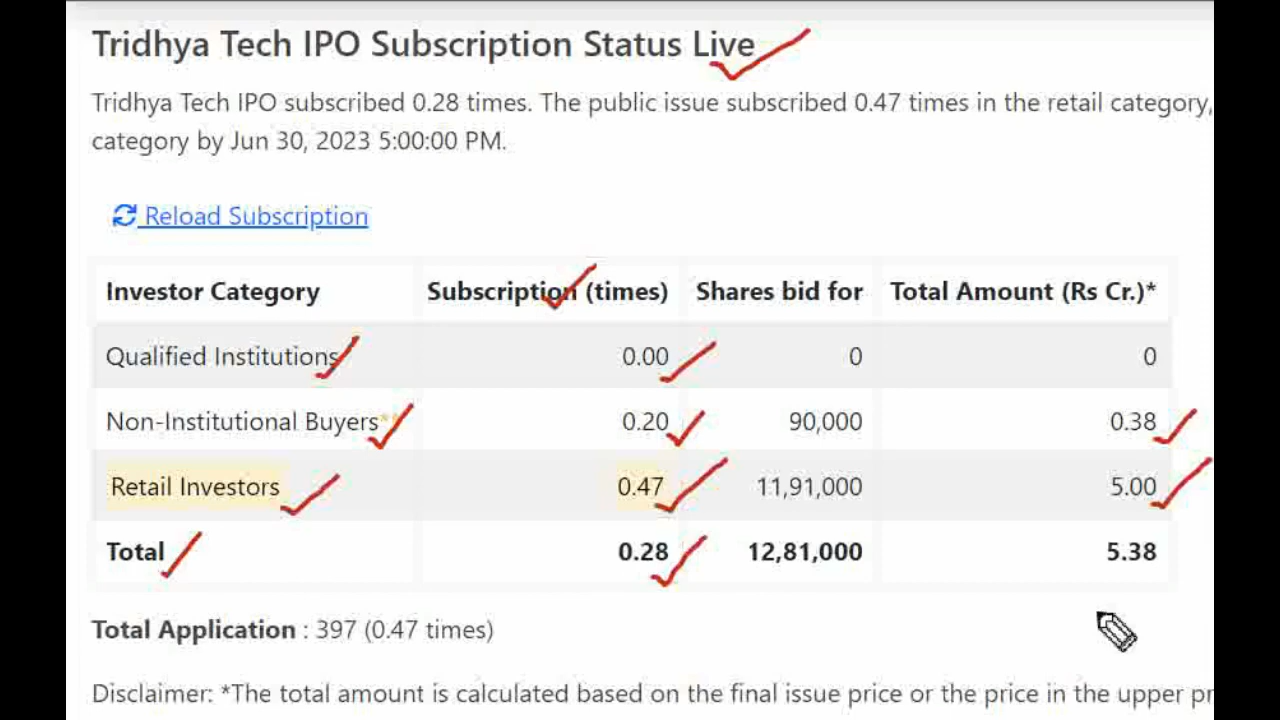 Tridhya Tech IPO Subscription Status Live
Tridhya Tech IPO subscribed 0.28 times. The public issue subscribed 0.47 times in the retail category,
category by Jun 30, 2023 5:00:00 PM.
Reload Subscription
Investor Category Subscription (times) Shares bid for Total Amount (Rs Cr.)*
Qualified Institutions 0.00 0 0
Non-Institutional Buyers** 0.20 90,000 0.38
Retail Investors 0.47 11,91,000 5.00
Total 0.28 12,81,000 5.38
Total Application : 397 (0.47 times)
Disclaimer: *The total amount is calculated based on the final issue price or the price in the upper pr